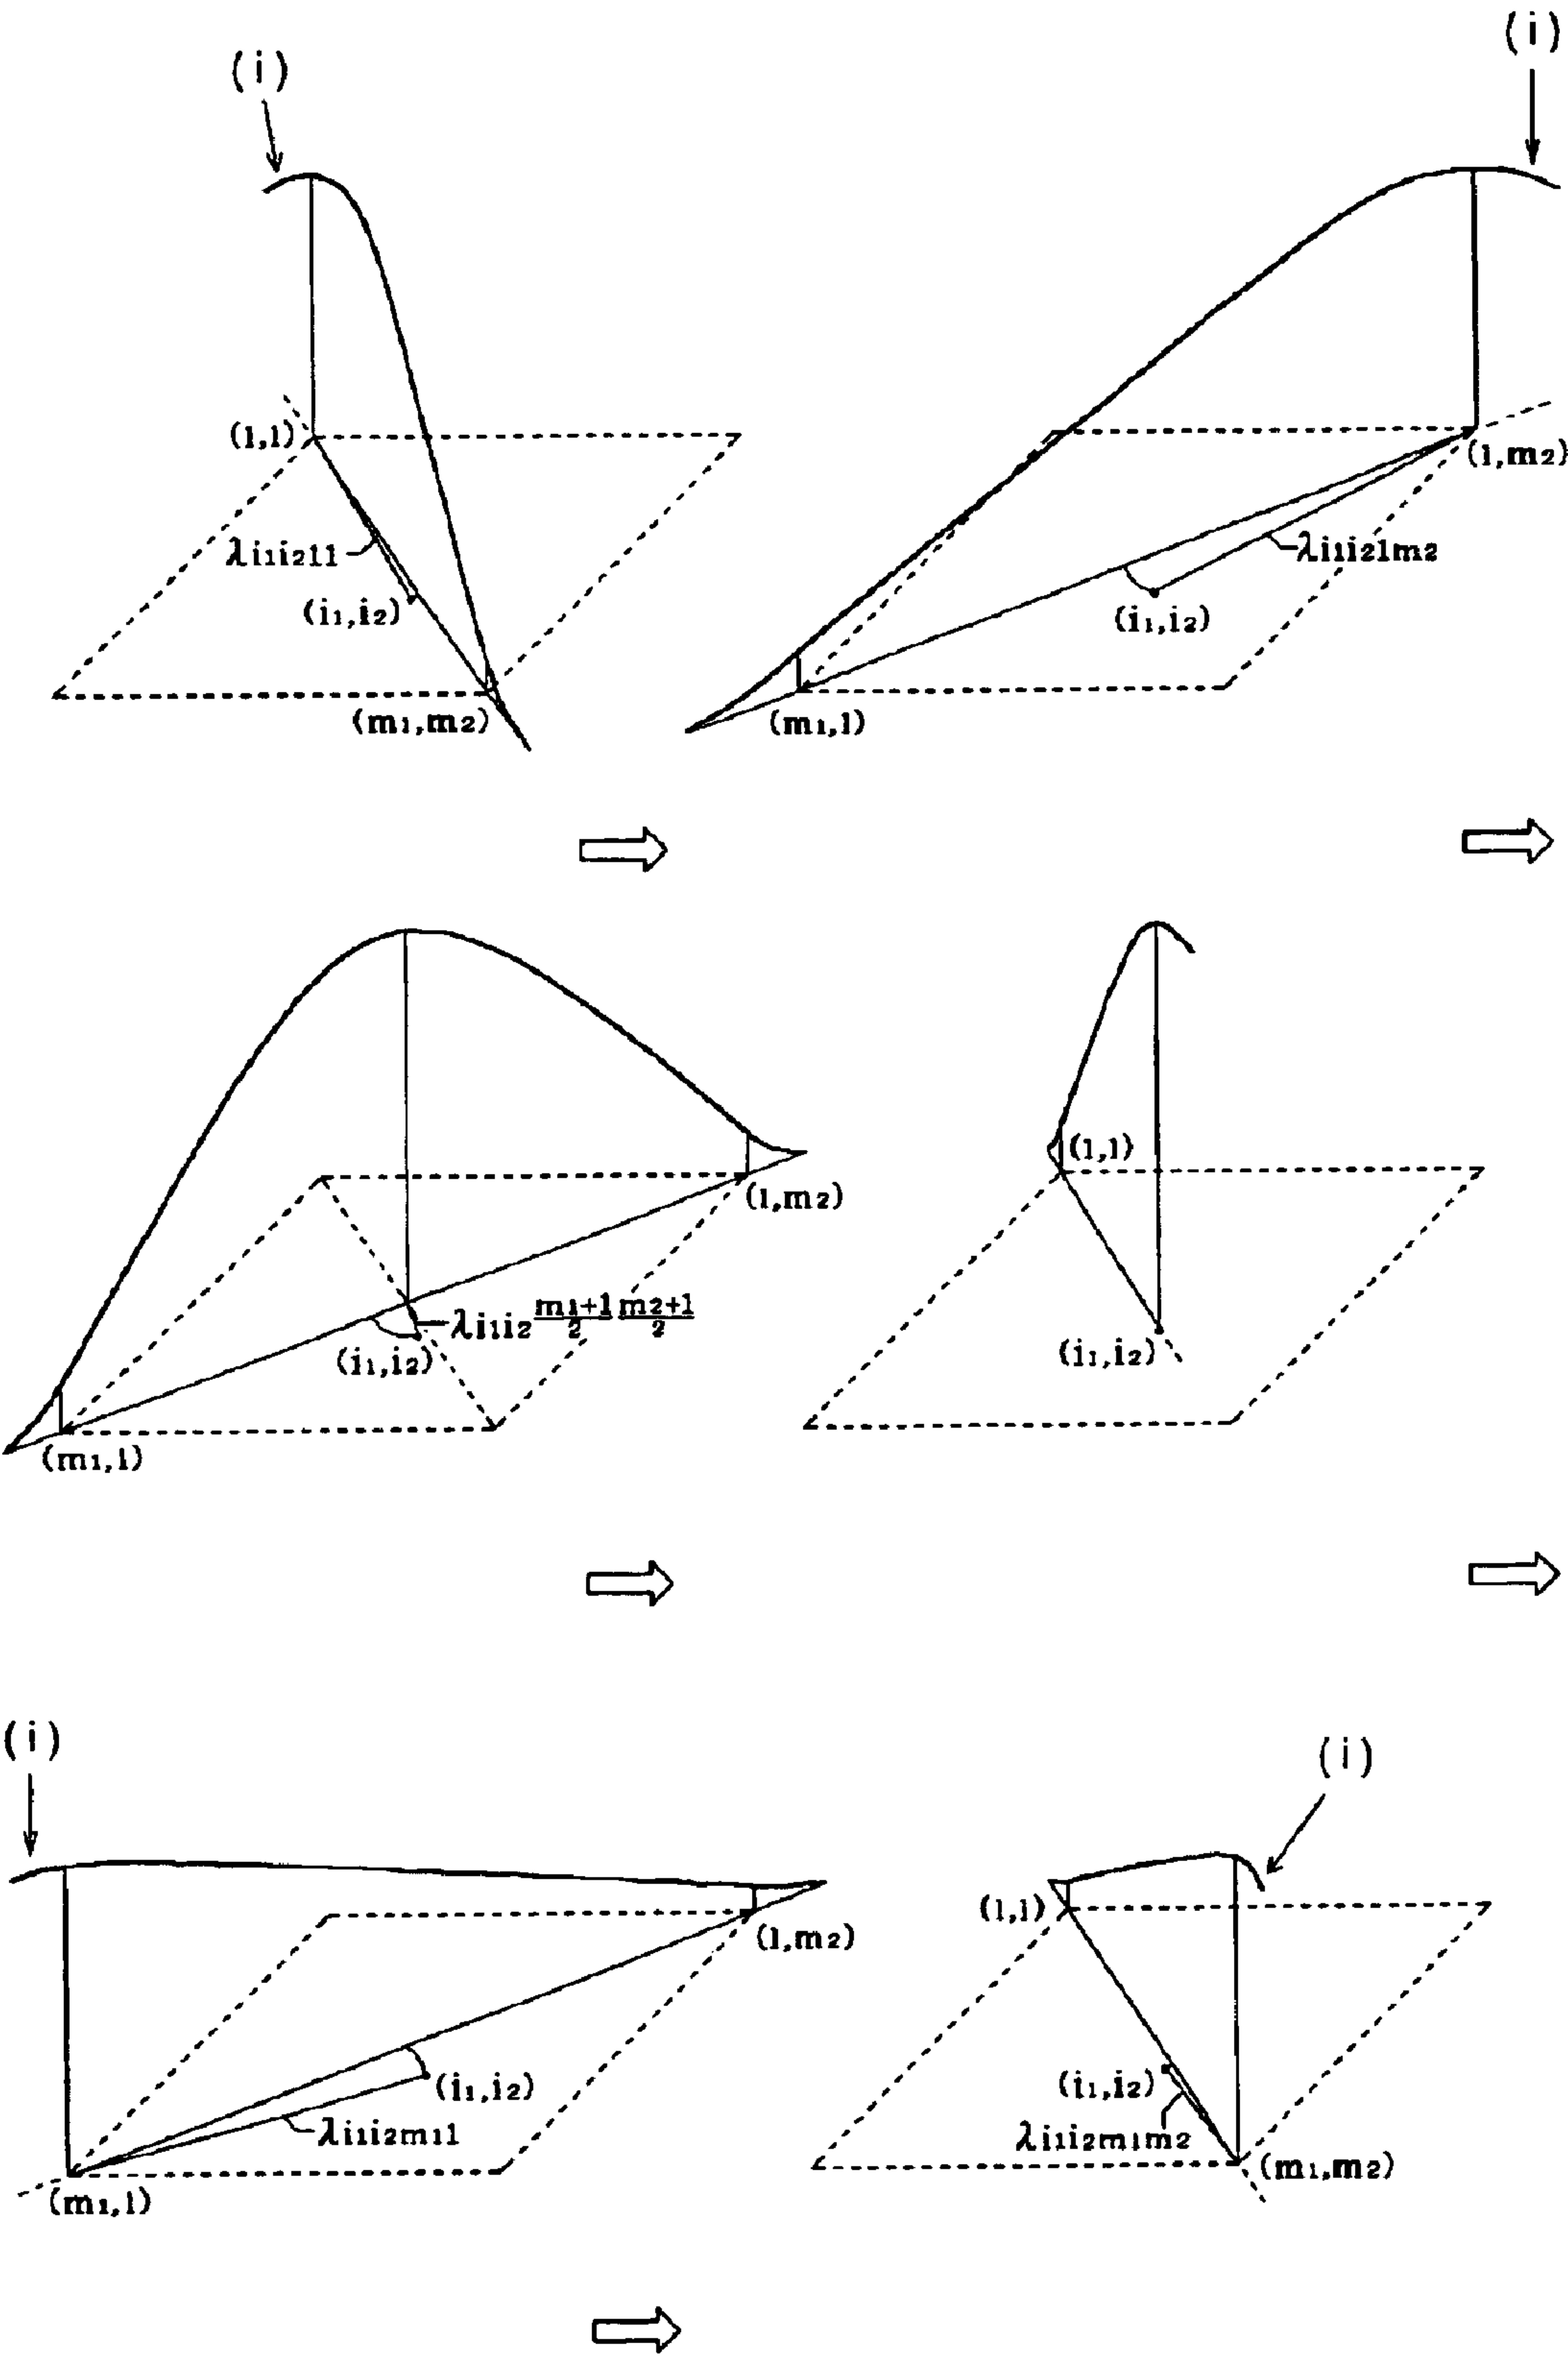 (i)
(i)
(1,1)
(1,m2)
λi1i211
λi1i21m2
(i1,i2)
(i1,i2)
(m1,m2)
(m1,1)
(1,1)
(1,m2)
λi1i2 m1+1/2 m2+1/2
(i1,i2)
(i1,i2)
(m1,1)
(i)
(i)
(1,1)
(1,m2)
(i1,i2)
(i1,i2)
λi1i2m11
λi1i2m1m2
(m1,1)
(m1,m2)